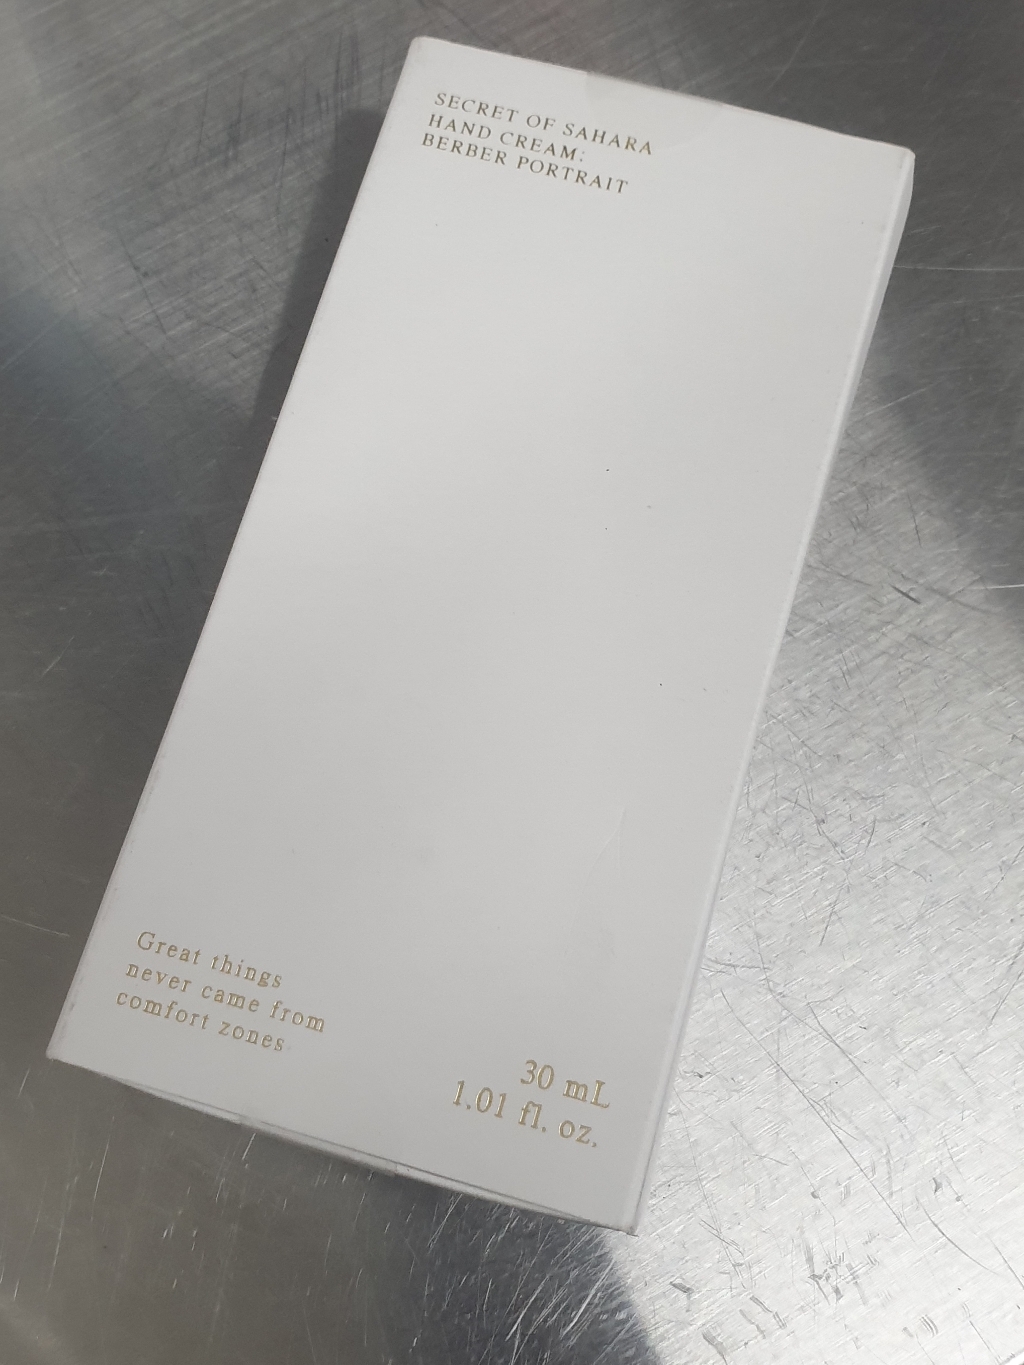 SECRET OF SAHARA
HAND CREAM:
BERBER PORTRAIT
Great things
never came from
comfort zones
30 mL
1.01 fl. oz.